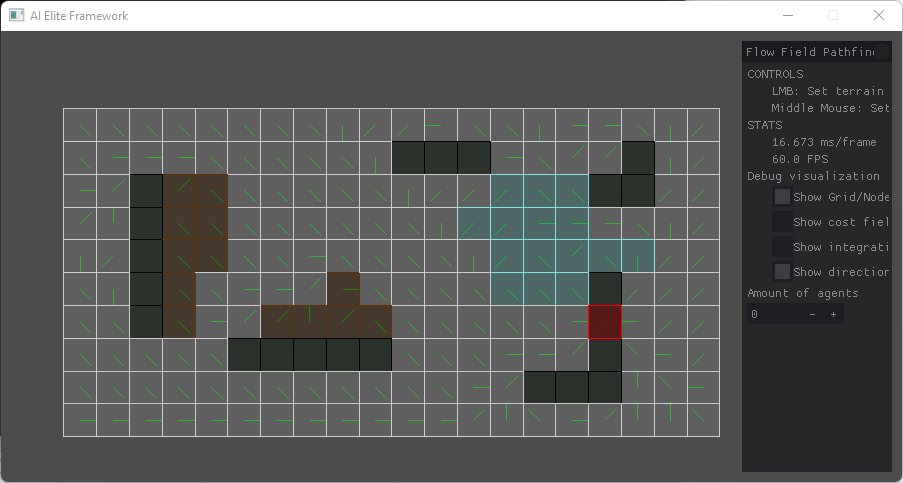 AI Elite Framework
Flow Field Pathfin
CONTROLS
LMB: Set terrain
Middle Mouse: Set
STATS
16.673 ms/frame
60.0 FPS
Debug visualization
Show Grid/Node
Show cost fiel
Show integrati
Show direction
Amount of agents
0 - +